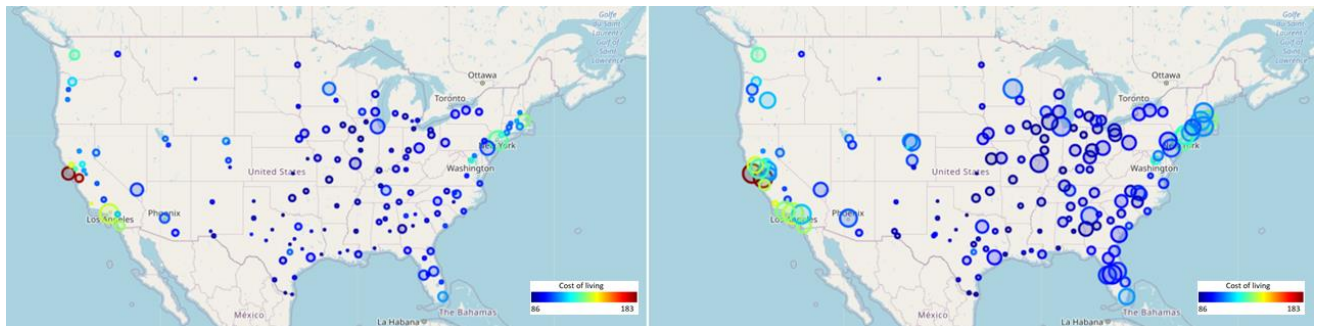 Golfe
du Saint-
Laurent/
Gulf of
Saint
Lawrence
Ottawa
Toronto
New York
Washington
United States
Los Angeles
Phoenix
México
La Habana
The Bahamas
Cost of living
86 183
Golfe
du Saint-
Laurent/
Gulf of
Saint
Lawrence
Ottawa
Toronto
New York
Washington
United States
Los Angeles
Phoenix
México
La Habana
The Bahamas
Cost of living
86 183